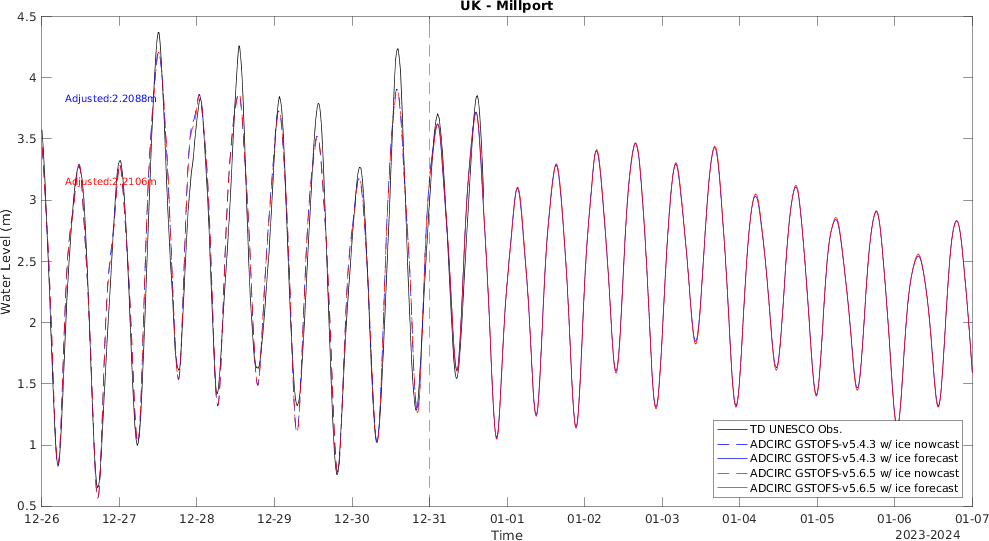 UK - Millport
4.5
4
3.5
3
2.5
2
1.5
1
0.5
Water Level (m)
Adjusted:2.2088m
Adjusted:2.2106m
TD UNESCO Obs.
ADCIRC GSTOFS-v5.4.3 w/ ice nowcast
ADCIRC GSTOFS-v5.4.3 w/ ice forecast
ADCIRC GSTOFS-v5.6.5 w/ ice nowcast
ADCIRC GSTOFS-v5.6.5 w/ ice forecast
12-26 12-27 12-28 12-29 12-30 12-31 01-01 01-02 01-03 01-04 01-05 01-06 01-07
Time
2023-2024